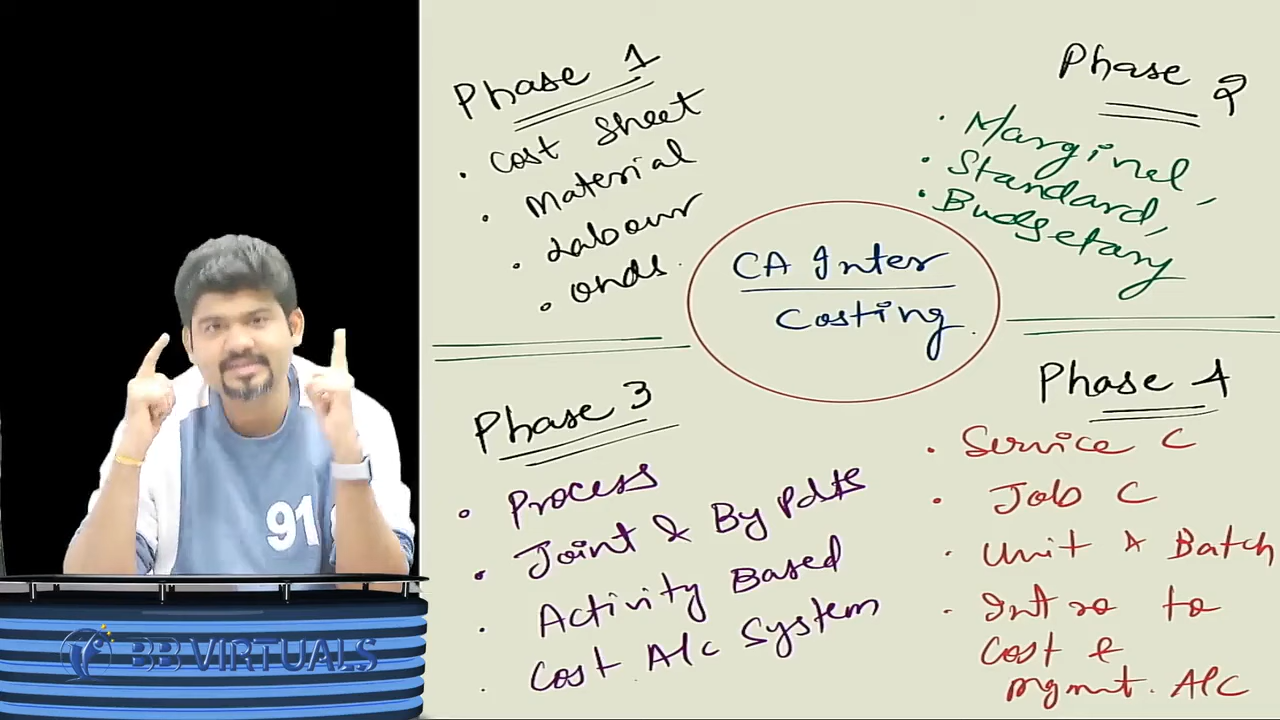 Phase 1
• Cost Sheet
• Material
• Labour
• OHds.
Phase 2
• Marginal,
• Standard,
• Budgetary
CA Inter
Costing.
Phase 3
• Process
• Joint & By Pdts
• Activity Based
• Cost A/c System
Phase 4
• Service C
• Job C
• Unit & Batch
• Intro to
Cost &
mgmt. A/C
91
BB VIRTUALS